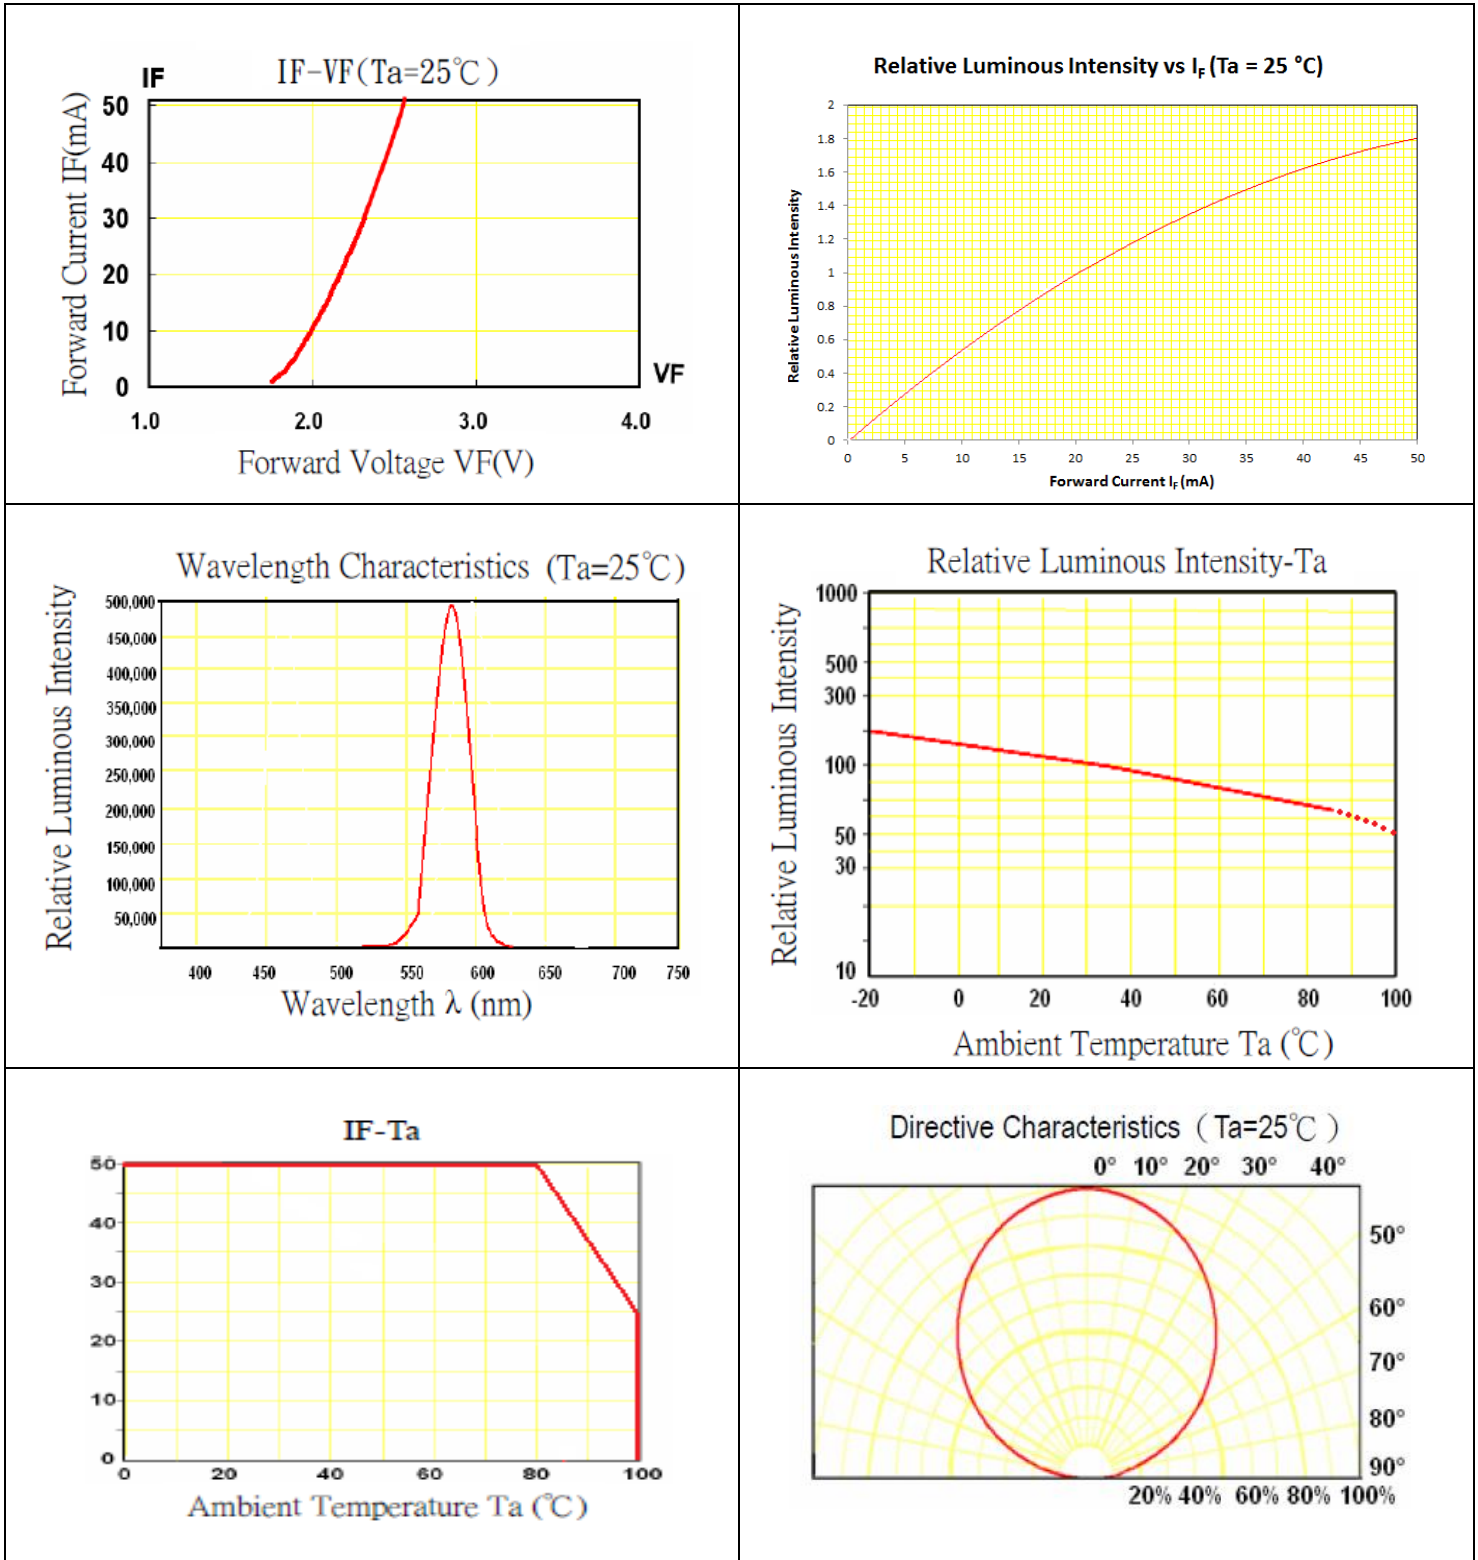 IF-VF(Ta=25℃)
IF
Forward Current IF(mA)
50
40
30
20
10
0
VF
1.0 2.0 3.0 4.0
Forward Voltage VF(V)
Relative Luminous Intensity vs IF (Ta = 25 °C)
Relative Luminous Intensity
2
1.8
1.6
1.4
1.2
1
0.8
0.6
0.4
0.2
0
0 5 10 15 20 25 30 35 40 45 50
Forward Current IF (mA)
Wavelength Characteristics (Ta=25℃)
Relative Luminous Intensity
500,000
450,000
400,000
350,000
300,000
250,000
200,000
150,000
100,000
50,000
400 450 500 550 600 650 700 750
Wavelength λ (nm)
Relative Luminous Intensity-Ta
Relative Luminous Intensity
1000
500
300
100
50
30
10
-20 0 20 40 60 80 100
Ambient Temperature Ta (℃)
IF-Ta
50
40
30
20
10
0
0 20 40 60 80 100
Ambient Temperature Ta (℃)
Directive Characteristics ( Ta=25℃ )
0° 10° 20° 30° 40°
50°
60°
70°
80°
90°
20% 40% 60% 80% 100%